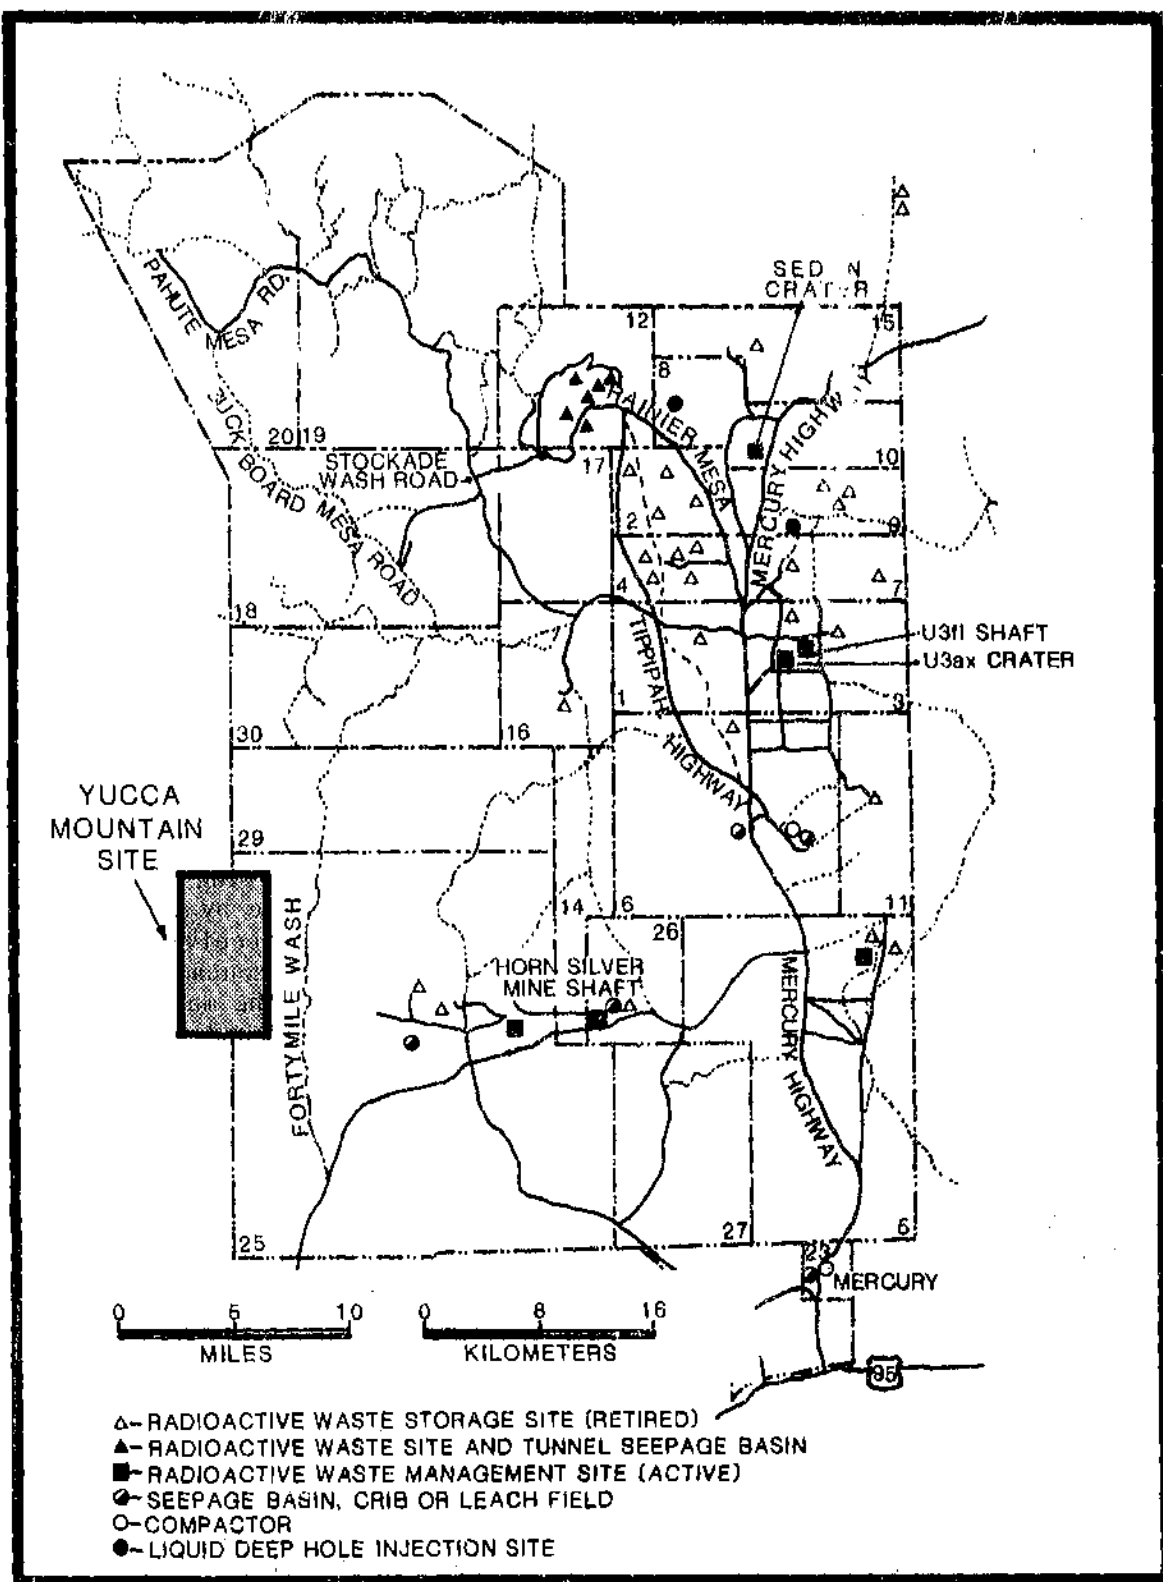 SED N
CRAT R
12
15
8
PAHUTE
MESA RD.
RAINIER
MESA
MERCURY HIGHW Y
20
19
STOCKADE
WASH ROAD
17
10
BOARD MESA ROAD
2
9
4
7
18
TIPPIPAH
HIGHWAY
U3fl SHAFT
U3ax CRATER
1
3
30
16
YUCCA
MOUNTAIN
SITE
29
14
6
11
26
FORTYMILE WASH
HORN SILVER
MINE SHAFT
MERCURY
HIGHWAY
25
27
5
23
MERCURY
0 5 10
MILES
0 8 16
KILOMETERS
95
△-RADIOACTIVE WASTE STORAGE SITE (RETIRED)
▲-RADIOACTIVE WASTE SITE AND TUNNEL SEEPAGE BASIN
■-RADIOACTIVE WASTE MANAGEMENT SITE (ACTIVE)
SEEPAGE BASIN, CRIB OR LEACH FIELD
○-COMPACTOR
●-LIQUID DEEP HOLE INJECTION SITE